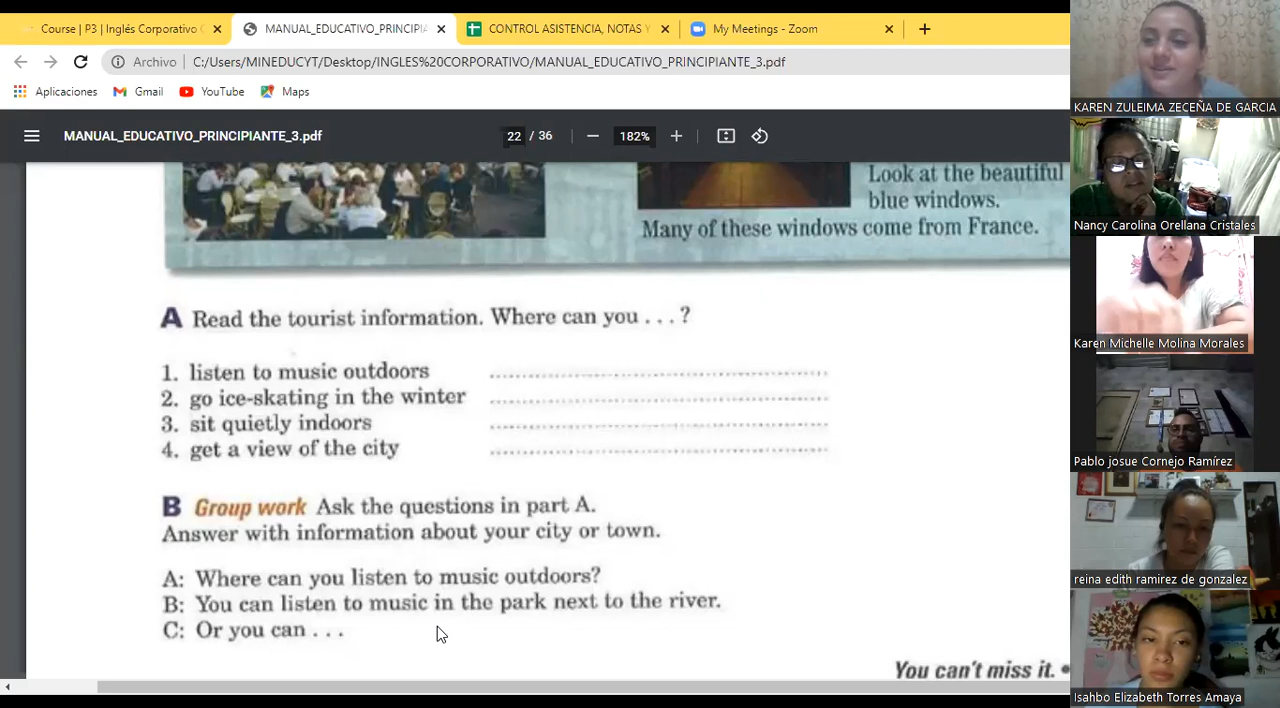 Course | P3 | Inglés Corporativo
MANUAL_EDUCATIVO_PRINCIPIA
CONTROL ASISTENCIA, NOTAS Y
My Meetings - Zoom
Archivo
C:/Users/MINEDUCYT/Desktop/INGLES%20CORPORATIVO/MANUAL_EDUCATIVO_PRINCIPIANTE_3.pdf
Aplicaciones
Gmail
YouTube
Maps
MANUAL_EDUCATIVO_PRINCIPIANTE_3.pdf
22 / 36
182%
Look at the beautiful
blue windows.
Many of these windows come from France.
A Read the tourist information. Where can you . . . ?
1. listen to music outdoors
2. go ice-skating in the winter
3. sit quietly indoors
4. get a view of the city
B Group work Ask the questions in part A.
Answer with information about your city or town.
A: Where can you listen to music outdoors?
B: You can listen to music in the park next to the river.
C: Or you can . . .
You can't miss it. •
KAREN ZULEIMA ZECEÑA DE GARCIA
Nancy Carolina Orellana Cristales
Karen Michelle Molina Morales
Pablo josue Cornejo Ramírez
reina edith ramirez de gonzalez
Isahbo Elizabeth Torres Amaya